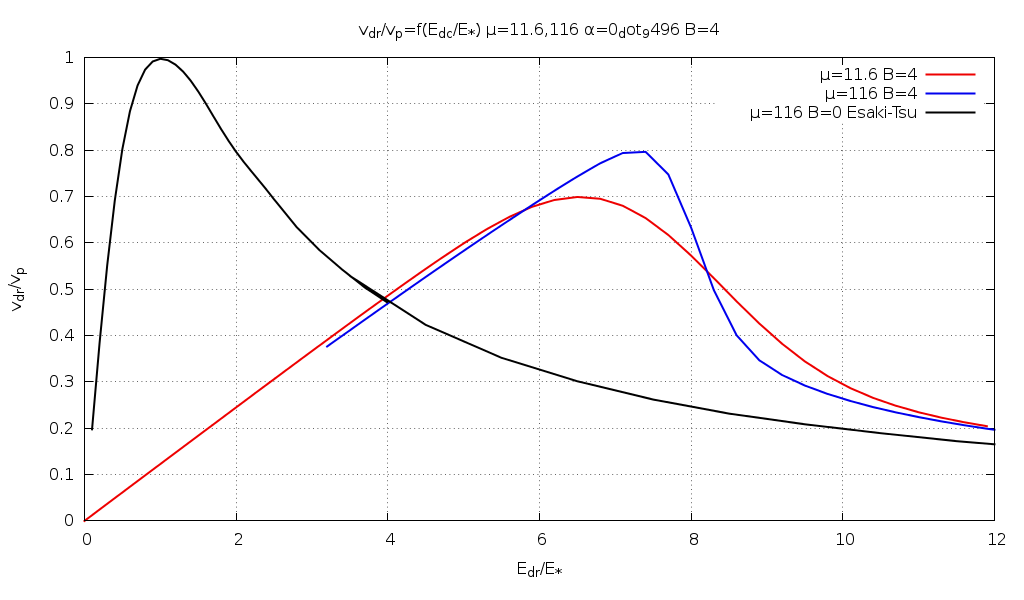 v_dr/v_p=f(E_dc/E*) μ=11.6,116 α=0_dot_9496 B=4
μ=11.6 B=4
μ=116 B=4
μ=116 B=0 Esaki-Tsu
1
0.9
0.8
0.7
0.6
0.5
0.4
0.3
0.2
0.1
0
v_dr/v_p
0 2 4 6 8 10 12
E_dr/E*